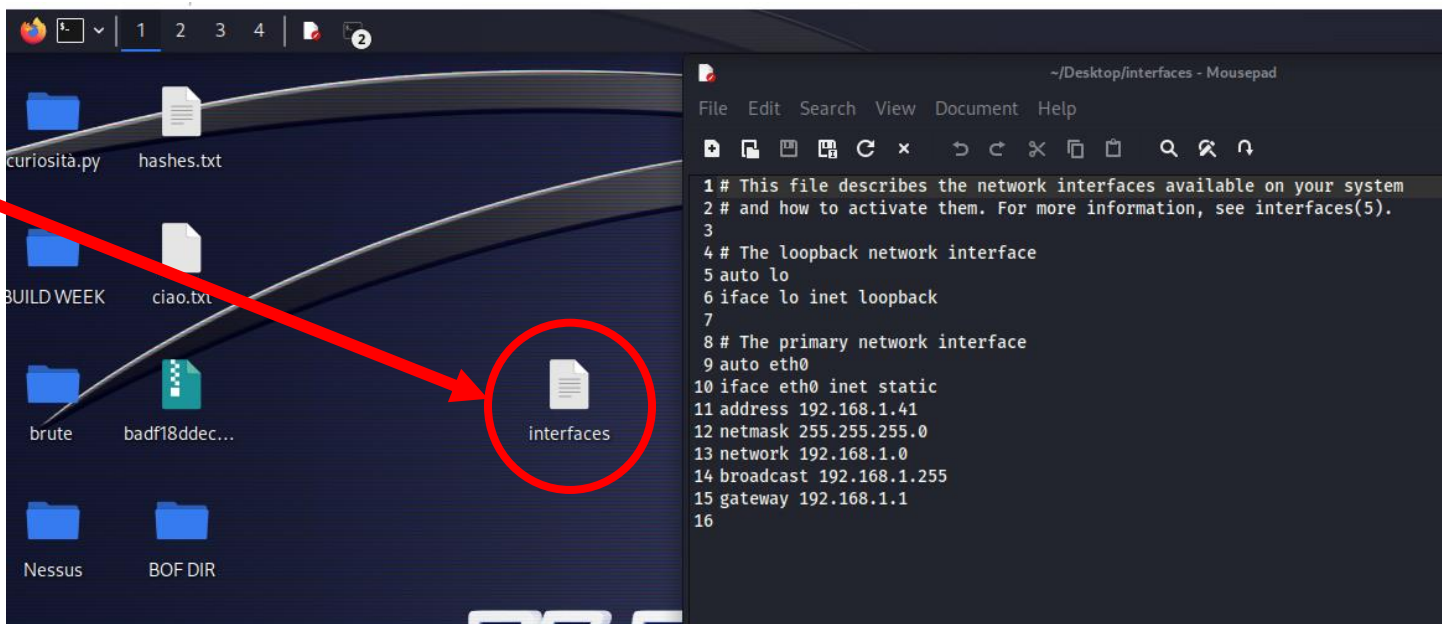 1 2 3 4
2
~/Desktop/interfaces - Mousepad
File Edit Search View Document Help
curiosità.py hashes.txt
BUILD WEEK ciao.txt
brute badf18ddec... interfaces
Nessus BOF DIR
1 # This file describes the network interfaces available on your system
2 # and how to activate them. For more information, see interfaces(5).
3
4 # The loopback network interface
5 auto lo
6 iface lo inet loopback
7
8 # The primary network interface
9 auto eth0
10 iface eth0 inet static
11 address 192.168.1.41
12 netmask 255.255.255.0
13 network 192.168.1.0
14 broadcast 192.168.1.255
15 gateway 192.168.1.1
16